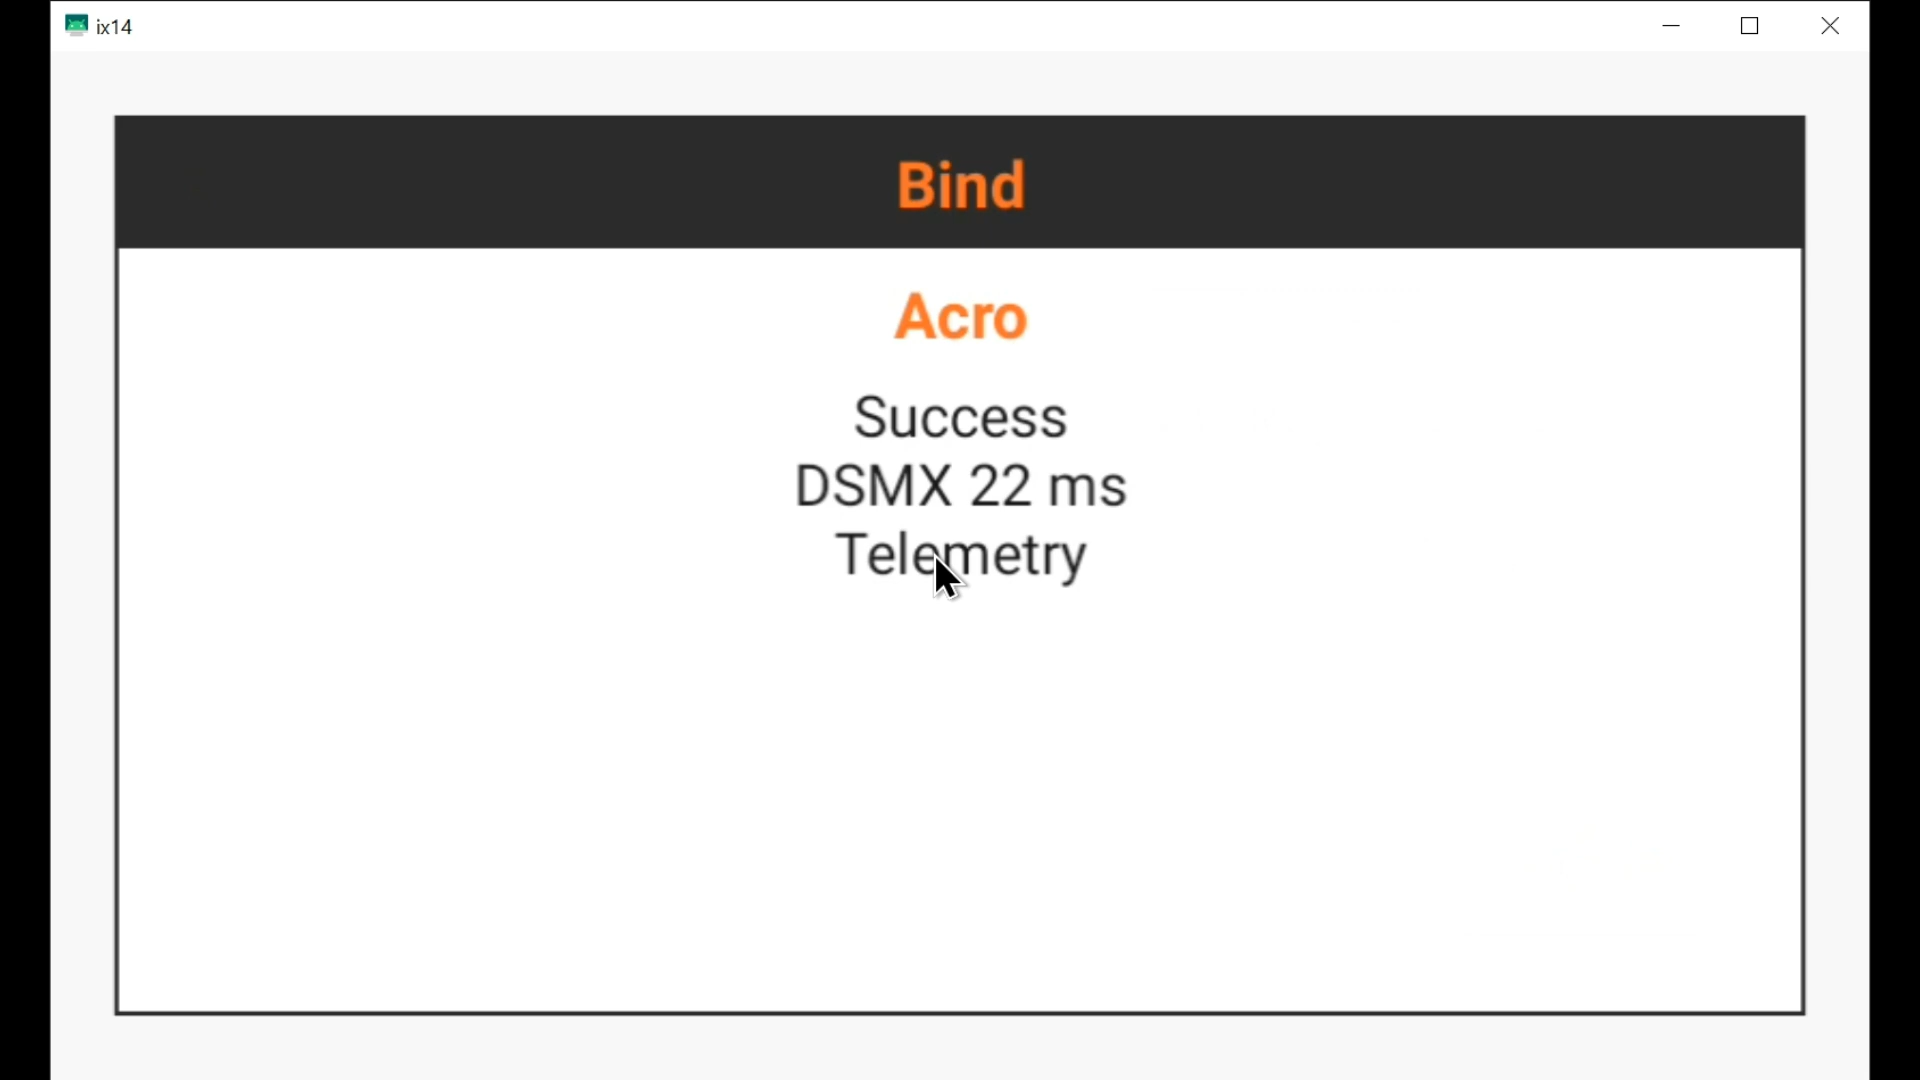 ix14
Bind
Acro
Success
DSMX 22 ms
Telemetry